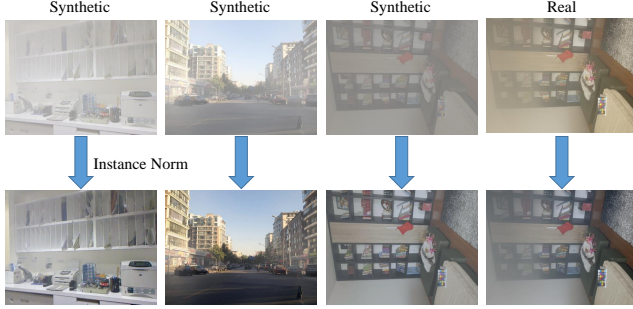 Synthetic
Synthetic
Synthetic
Real
Instance Norm